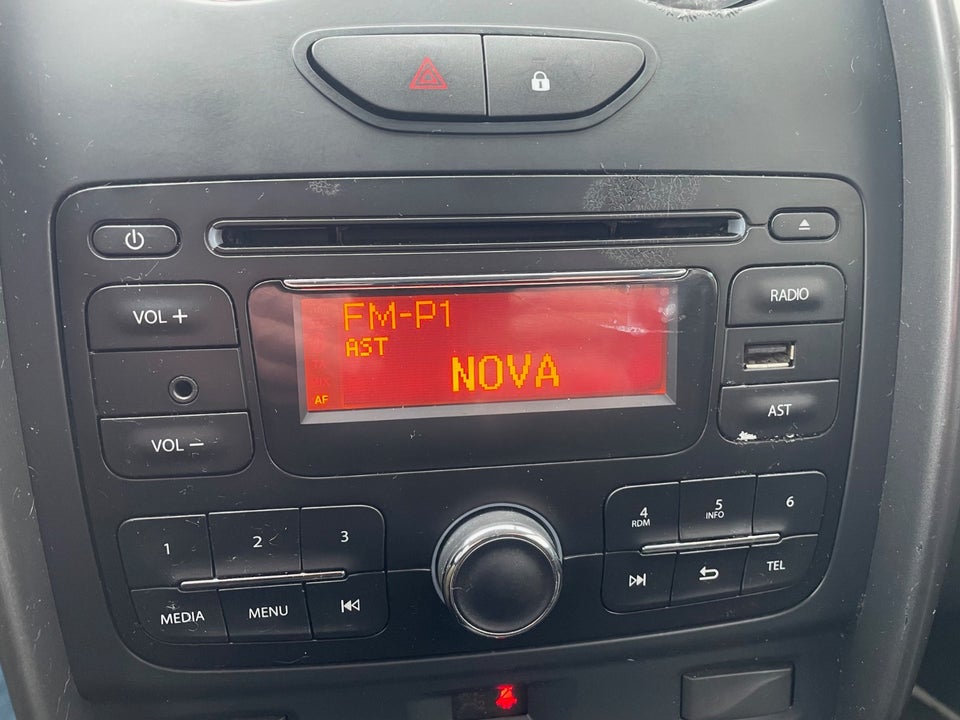 VOL +
VOL −
FM-P1
AST
NOVA
AF
RADIO
AST
1
2
3
MEDIA
MENU
4
RDM
5
INFO
6
TEL